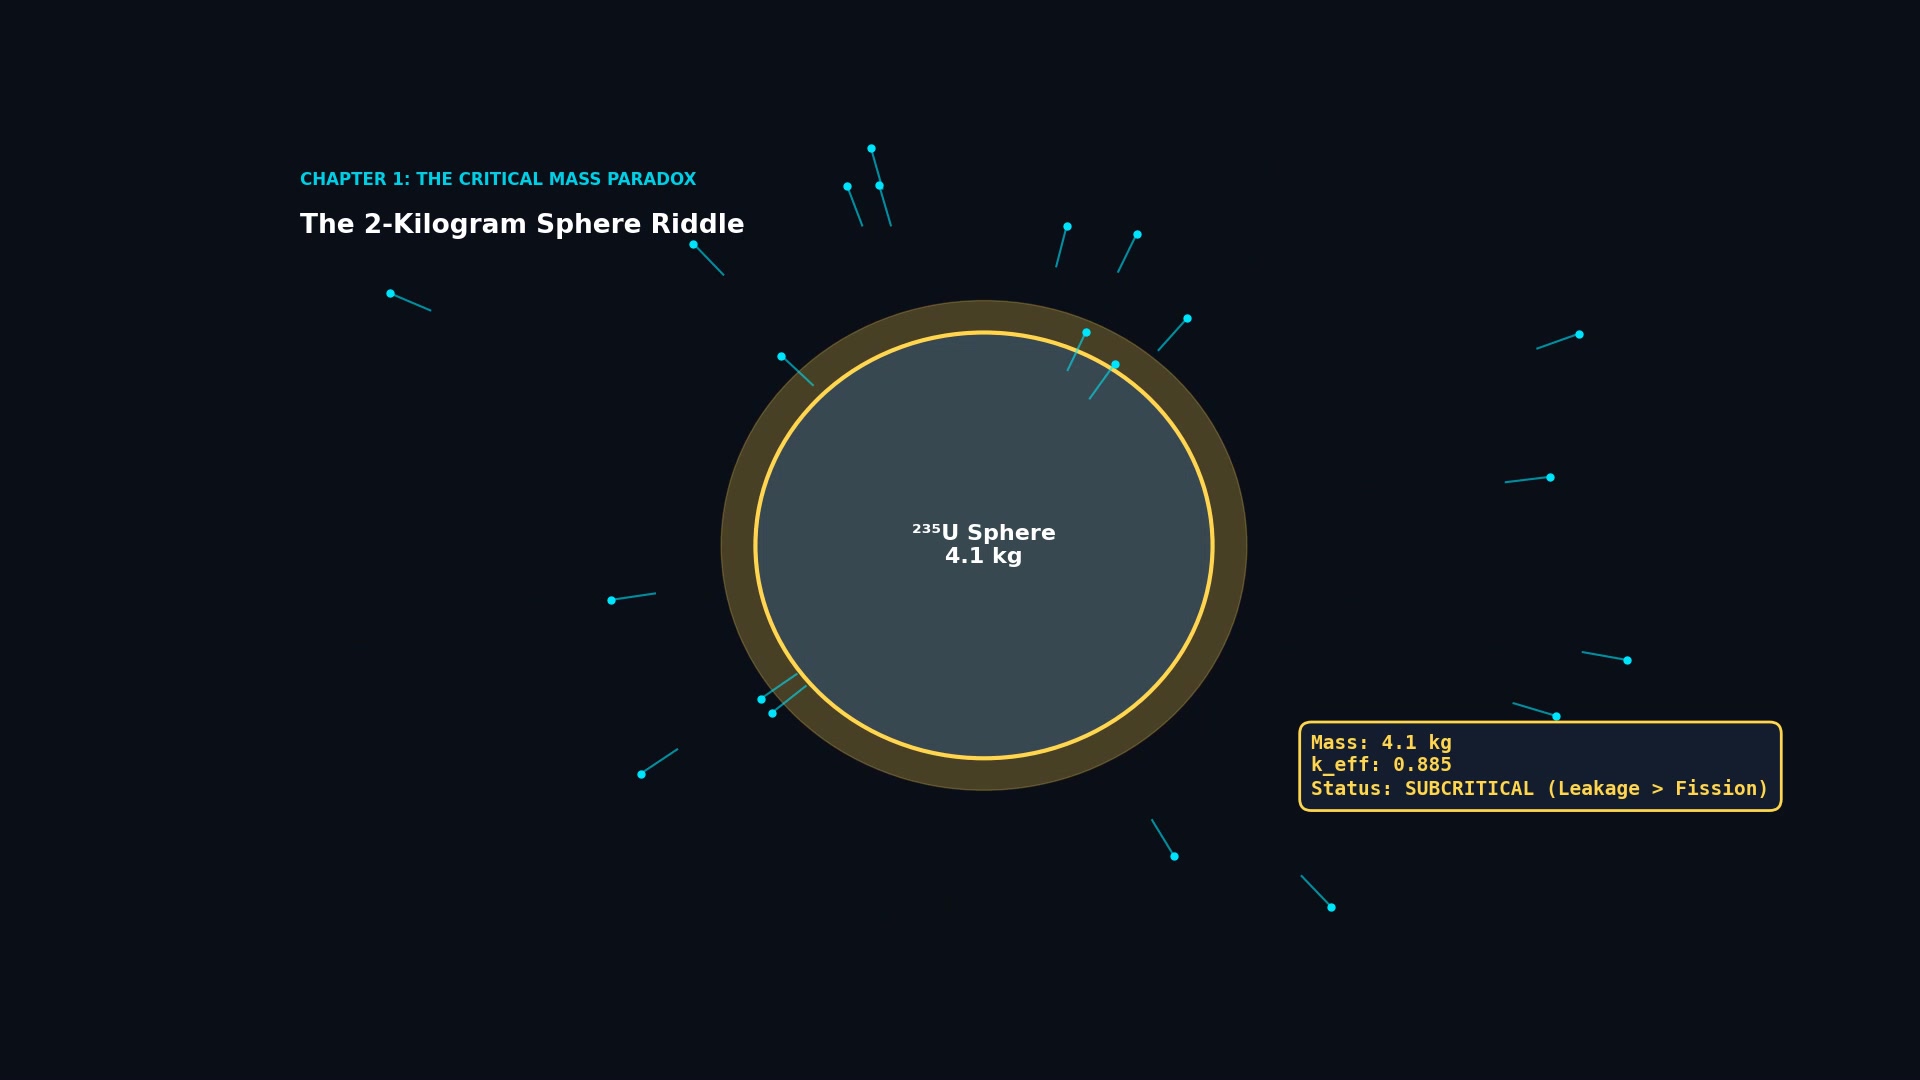 CHAPTER 1: THE CRITICAL MASS PARADOX
The 2-Kilogram Sphere Riddle
²³⁵U Sphere
4.1 kg
Mass: 4.1 kg
k_eff: 0.885
Status: SUBCRITICAL (Leakage > Fission)